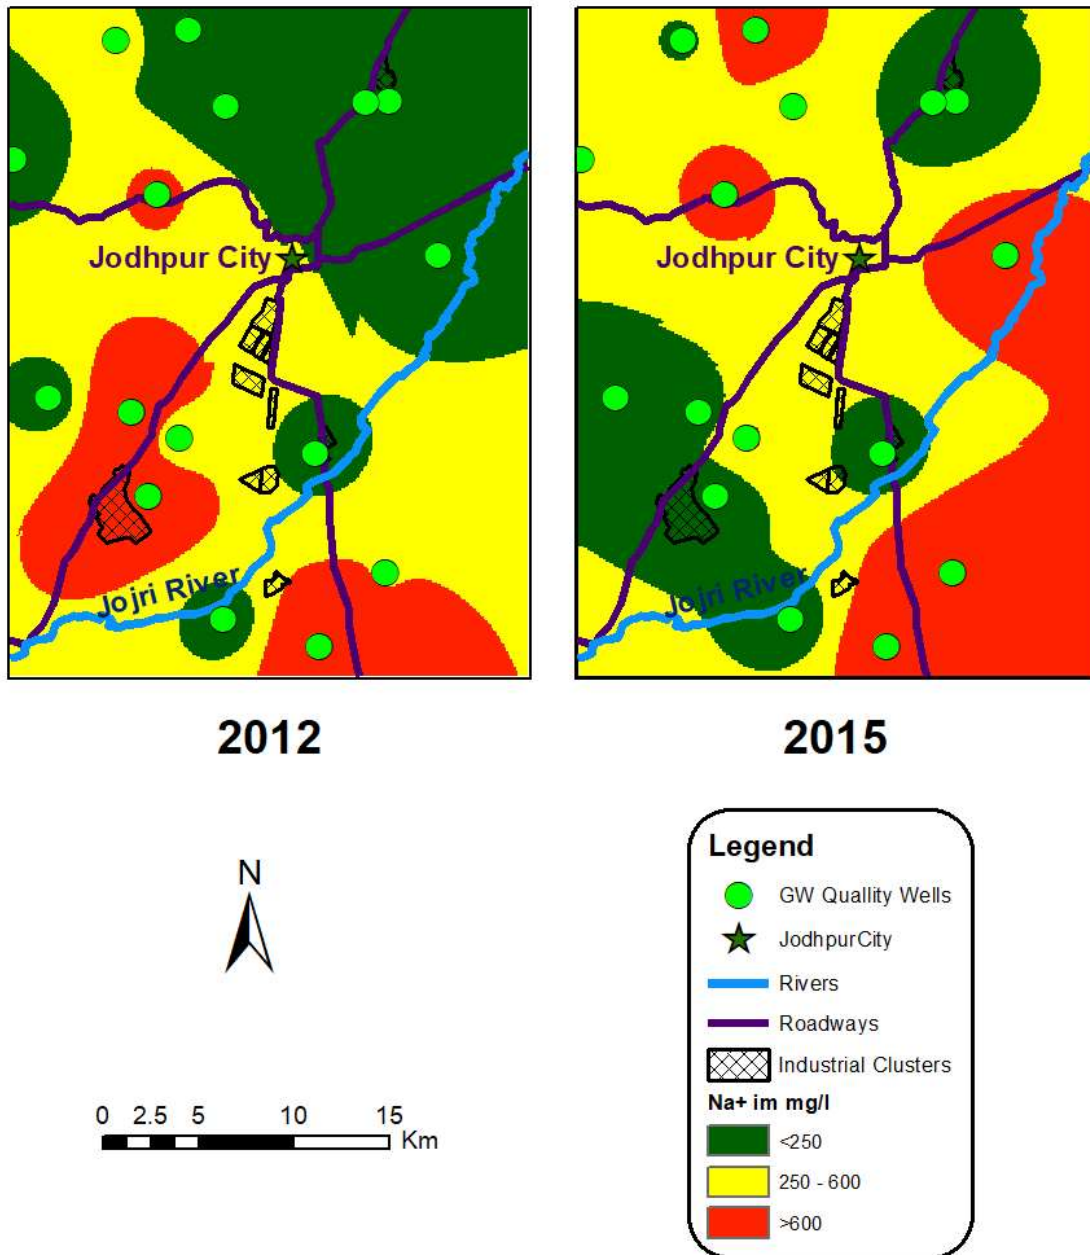 Jodhpur City
Jojri River
Jodhpur City
Jojri River
2012
2015
N
0 2.5 5 10 15
Km
Legend
GW Quallity Wells
JodhpurCity
Rivers
Roadways
Industrial Clusters
Na+ im mg/l
<250
250 - 600
>600